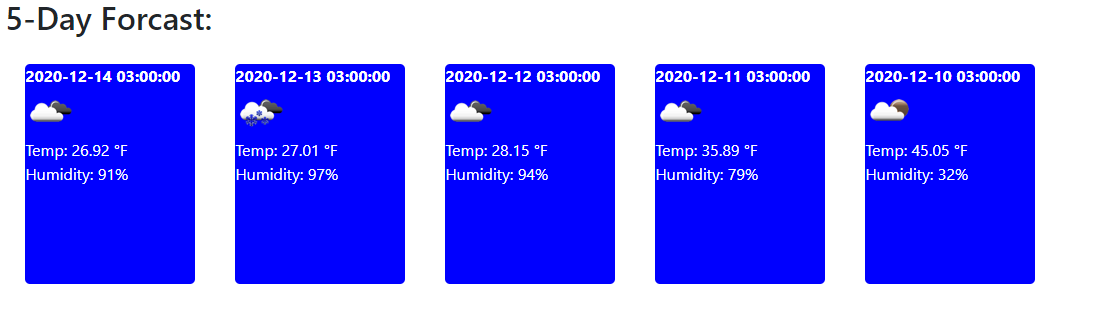 5-Day Forcast:
2020-12-14 03:00:00
Temp: 26.92 °F
Humidity: 91%
2020-12-13 03:00:00
Temp: 27.01 °F
Humidity: 97%
2020-12-12 03:00:00
Temp: 28.15 °F
Humidity: 94%
2020-12-11 03:00:00
Temp: 35.89 °F
Humidity: 79%
2020-12-10 03:00:00
Temp: 45.05 °F
Humidity: 32%